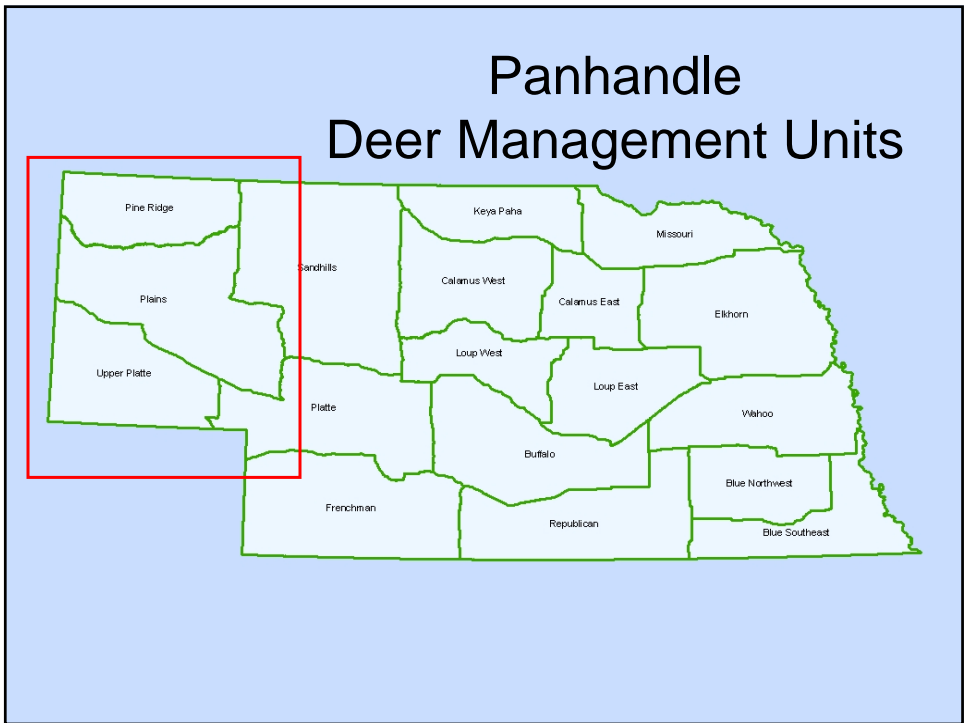 Panhandle
Deer Management Units
Pine Ridge
Keya Paha
Missouri
Sandhills
Calamus West
Plains
Calamus East
Elkhorn
Loup West
Upper Platte
Loup East
Platte
Wahoo
Buffalo
Blue Northwest
Frenchman
Republican
Blue Southeast